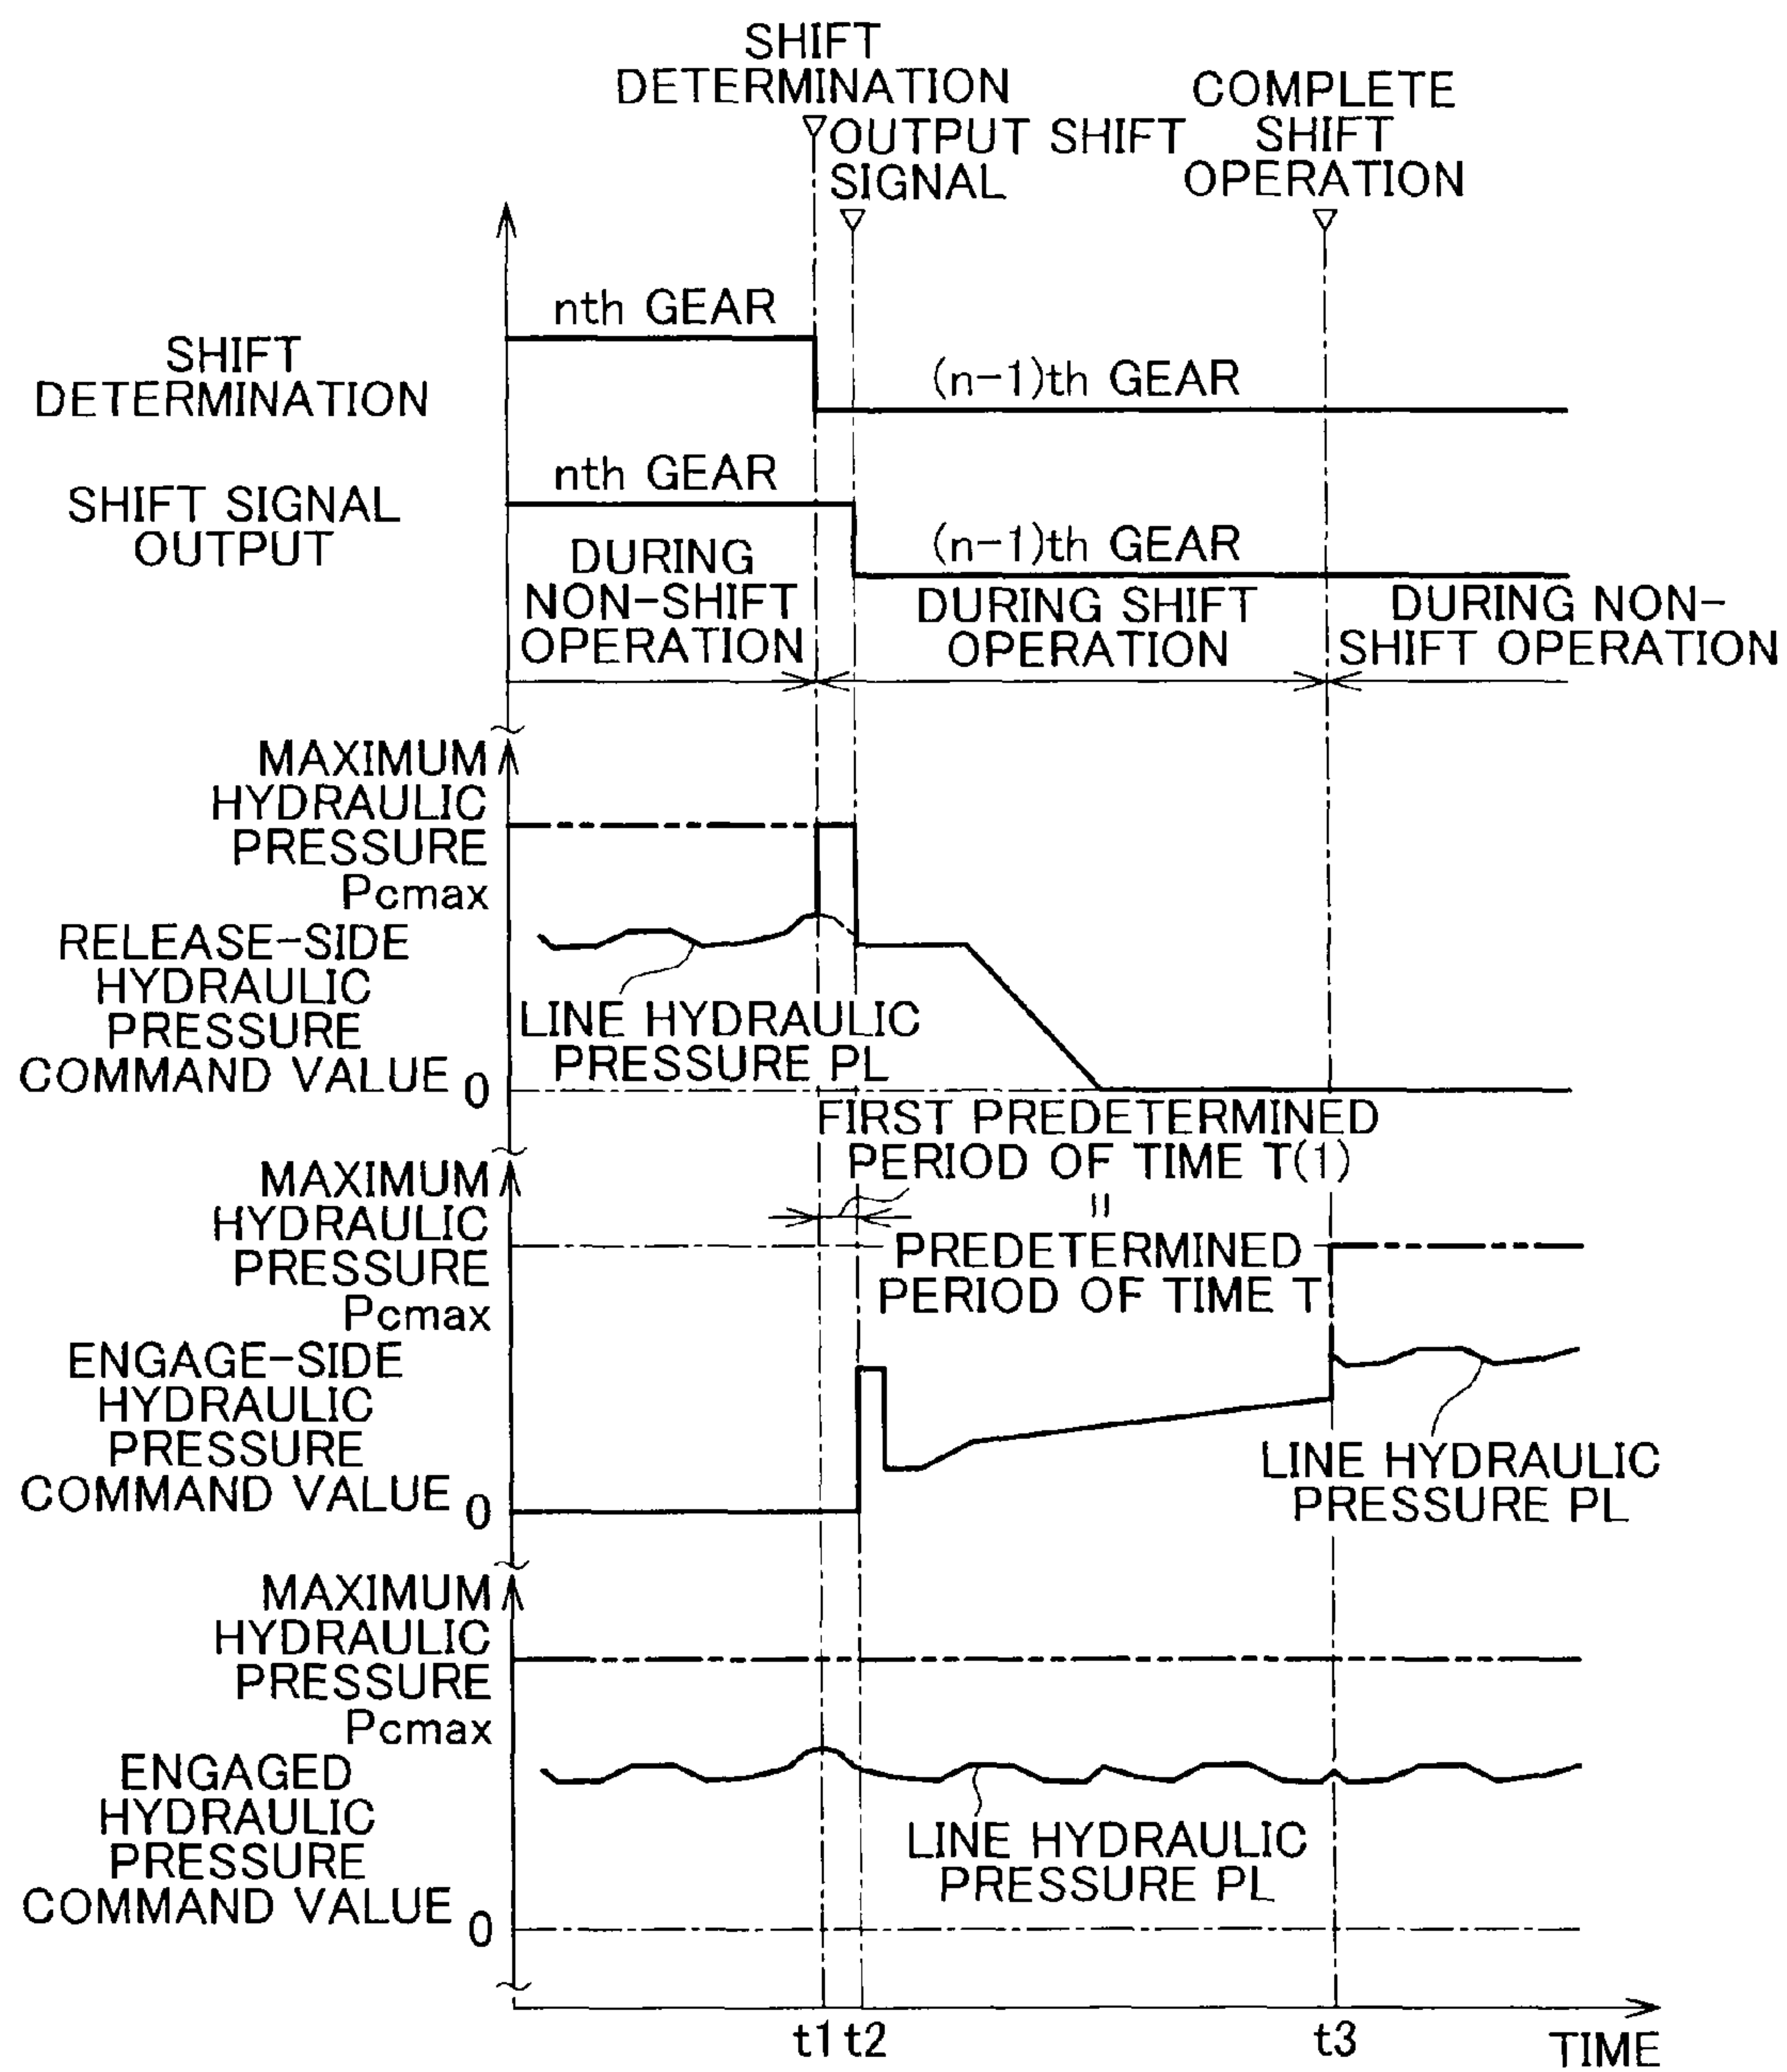 SHIFT
DETERMINATION
OUTPUT SHIFT
SIGNAL
COMPLETE
SHIFT
OPERATION
nth GEAR
SHIFT
DETERMINATION
(n-1)th GEAR
nth GEAR
SHIFT SIGNAL
OUTPUT
(n-1)th GEAR
DURING
NON-SHIFT
OPERATION
DURING SHIFT
OPERATION
DURING NON-
SHIFT OPERATION
MAXIMUM
HYDRAULIC
PRESSURE
Pcmax
RELEASE-SIDE
HYDRAULIC
PRESSURE
COMMAND VALUE
0
LINE HYDRAULIC
PRESSURE PL
FIRST PREDETERMINED
PERIOD OF TIME T(1)
=
PREDETERMINED
PERIOD OF TIME T
MAXIMUM
HYDRAULIC
PRESSURE
Pcmax
ENGAGE-SIDE
HYDRAULIC
PRESSURE
COMMAND VALUE
0
LINE HYDRAULIC
PRESSURE PL
MAXIMUM
HYDRAULIC
PRESSURE
Pcmax
ENGAGED
HYDRAULIC
PRESSURE
COMMAND VALUE
0
LINE HYDRAULIC
PRESSURE PL
t1
t2
t3
TIME